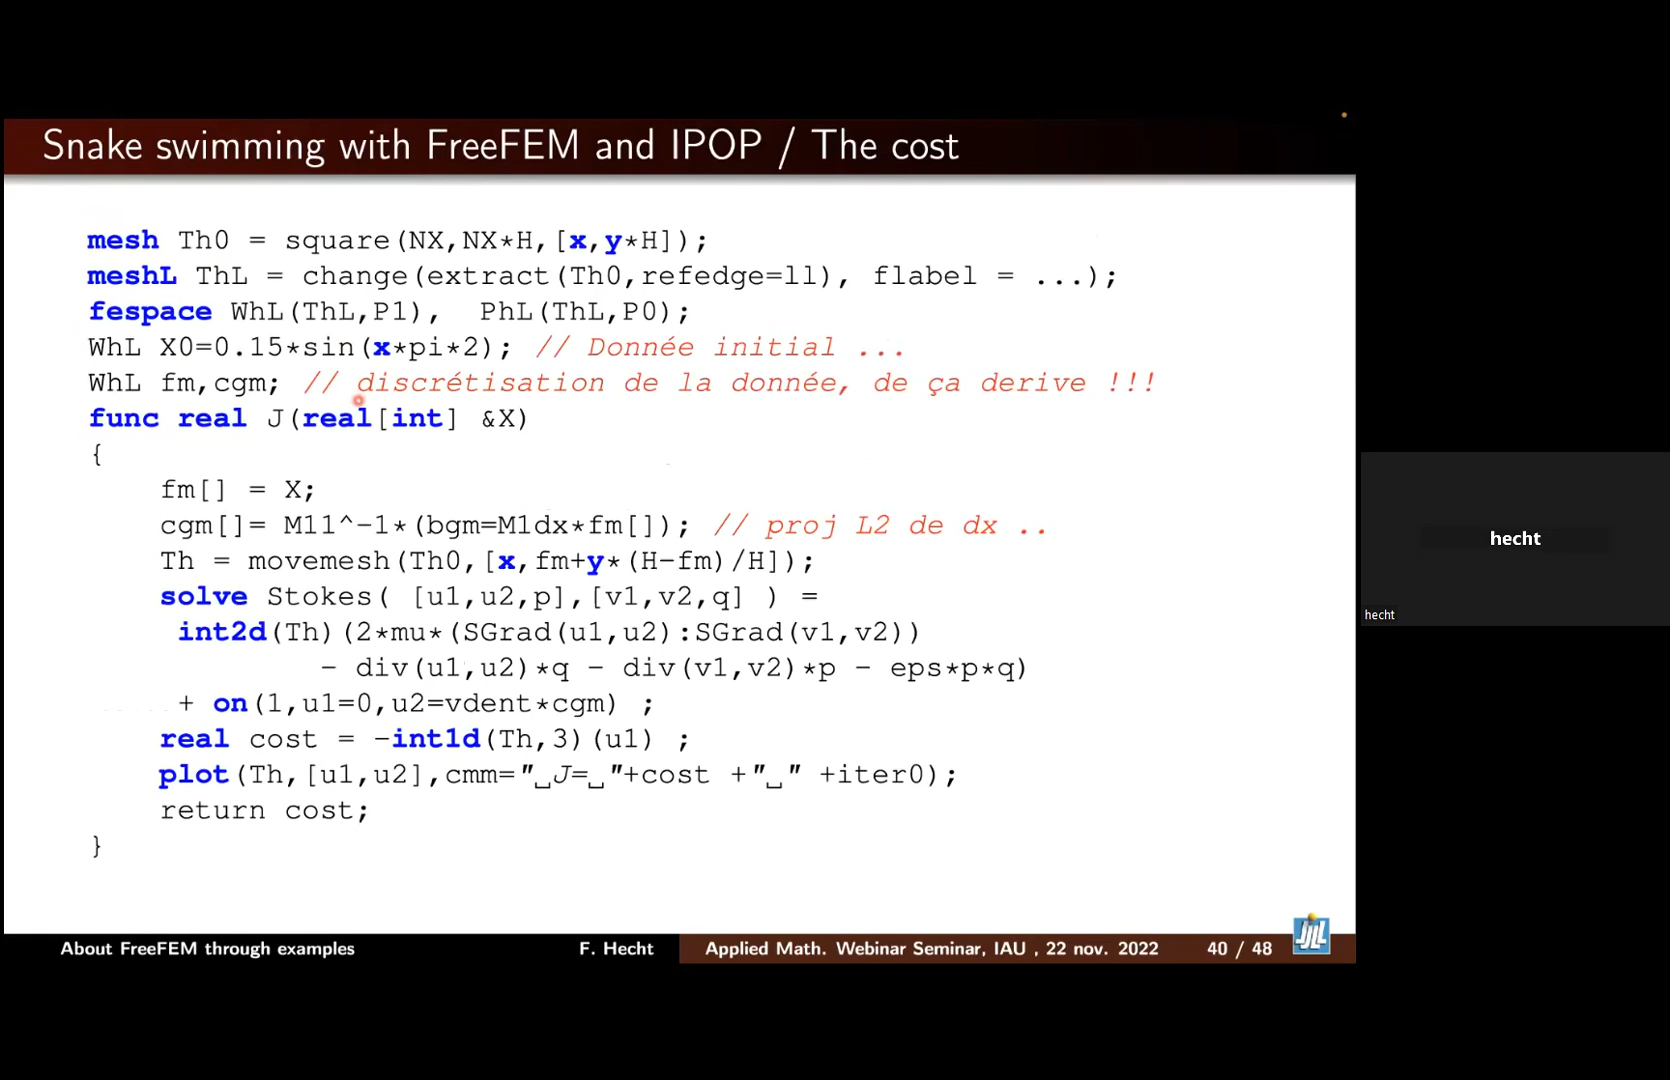 Snake swimming with FreeFEM and IPOP / The cost
mesh Th0 = square(NX,NX*H,[x,y*H]);
meshL ThL = change(extract(Th0,refedge=ll), flabel = ...);
fespace WhL(ThL,P1), PhL(ThL,P0);
WhL X0=0.15*sin(x*pi*2); // Donnée initial ...
WhL fm,cgm; // discrétisation de la donnée, de ça derive !!!
func real J(real[int] &X)
{
fm[] = X;
cgm[]= M11^-1*(bgm=M1dx*fm[]); // proj L2 de dx ..
Th = movemesh(Th0,[x,fm+y*(H-fm)/H]);
solve Stokes( [u1,u2,p],[v1,v2,q] ) =
int2d(Th)(2*mu*(SGrad(u1,u2):SGrad(v1,v2))
- div(u1,u2)*q - div(v1,v2)*p - eps*p*q)
+ on(1,u1=0,u2=vdent*cgm) ;
real cost = -int1d(Th,3)(u1) ;
plot(Th,[u1,u2],cmm="␣J=␣"+cost +"␣" +iter0);
return cost;
}
About FreeFEM through examples F. Hecht Applied Math. Webinar Seminar, IAU , 22 nov. 2022 40 / 48
JLL
hecht
hecht